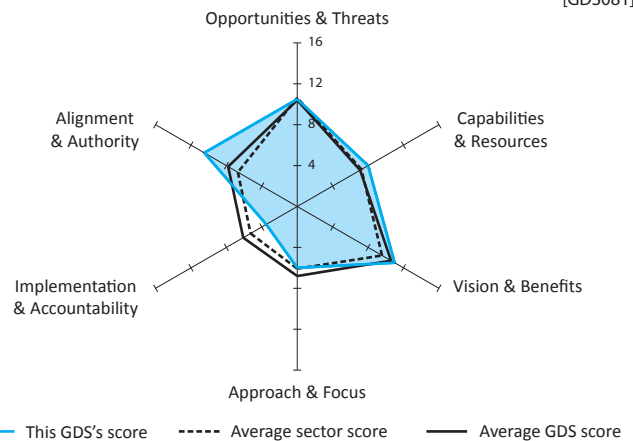 [GDS081]
Opportunities & Threats
16
12
8
4
Alignment
& Authority
Capabilities
& Resources
Implementation
& Accountability
Vision & Benefits
Approach & Focus
This GDS's score
Average sector score
Average GDS score